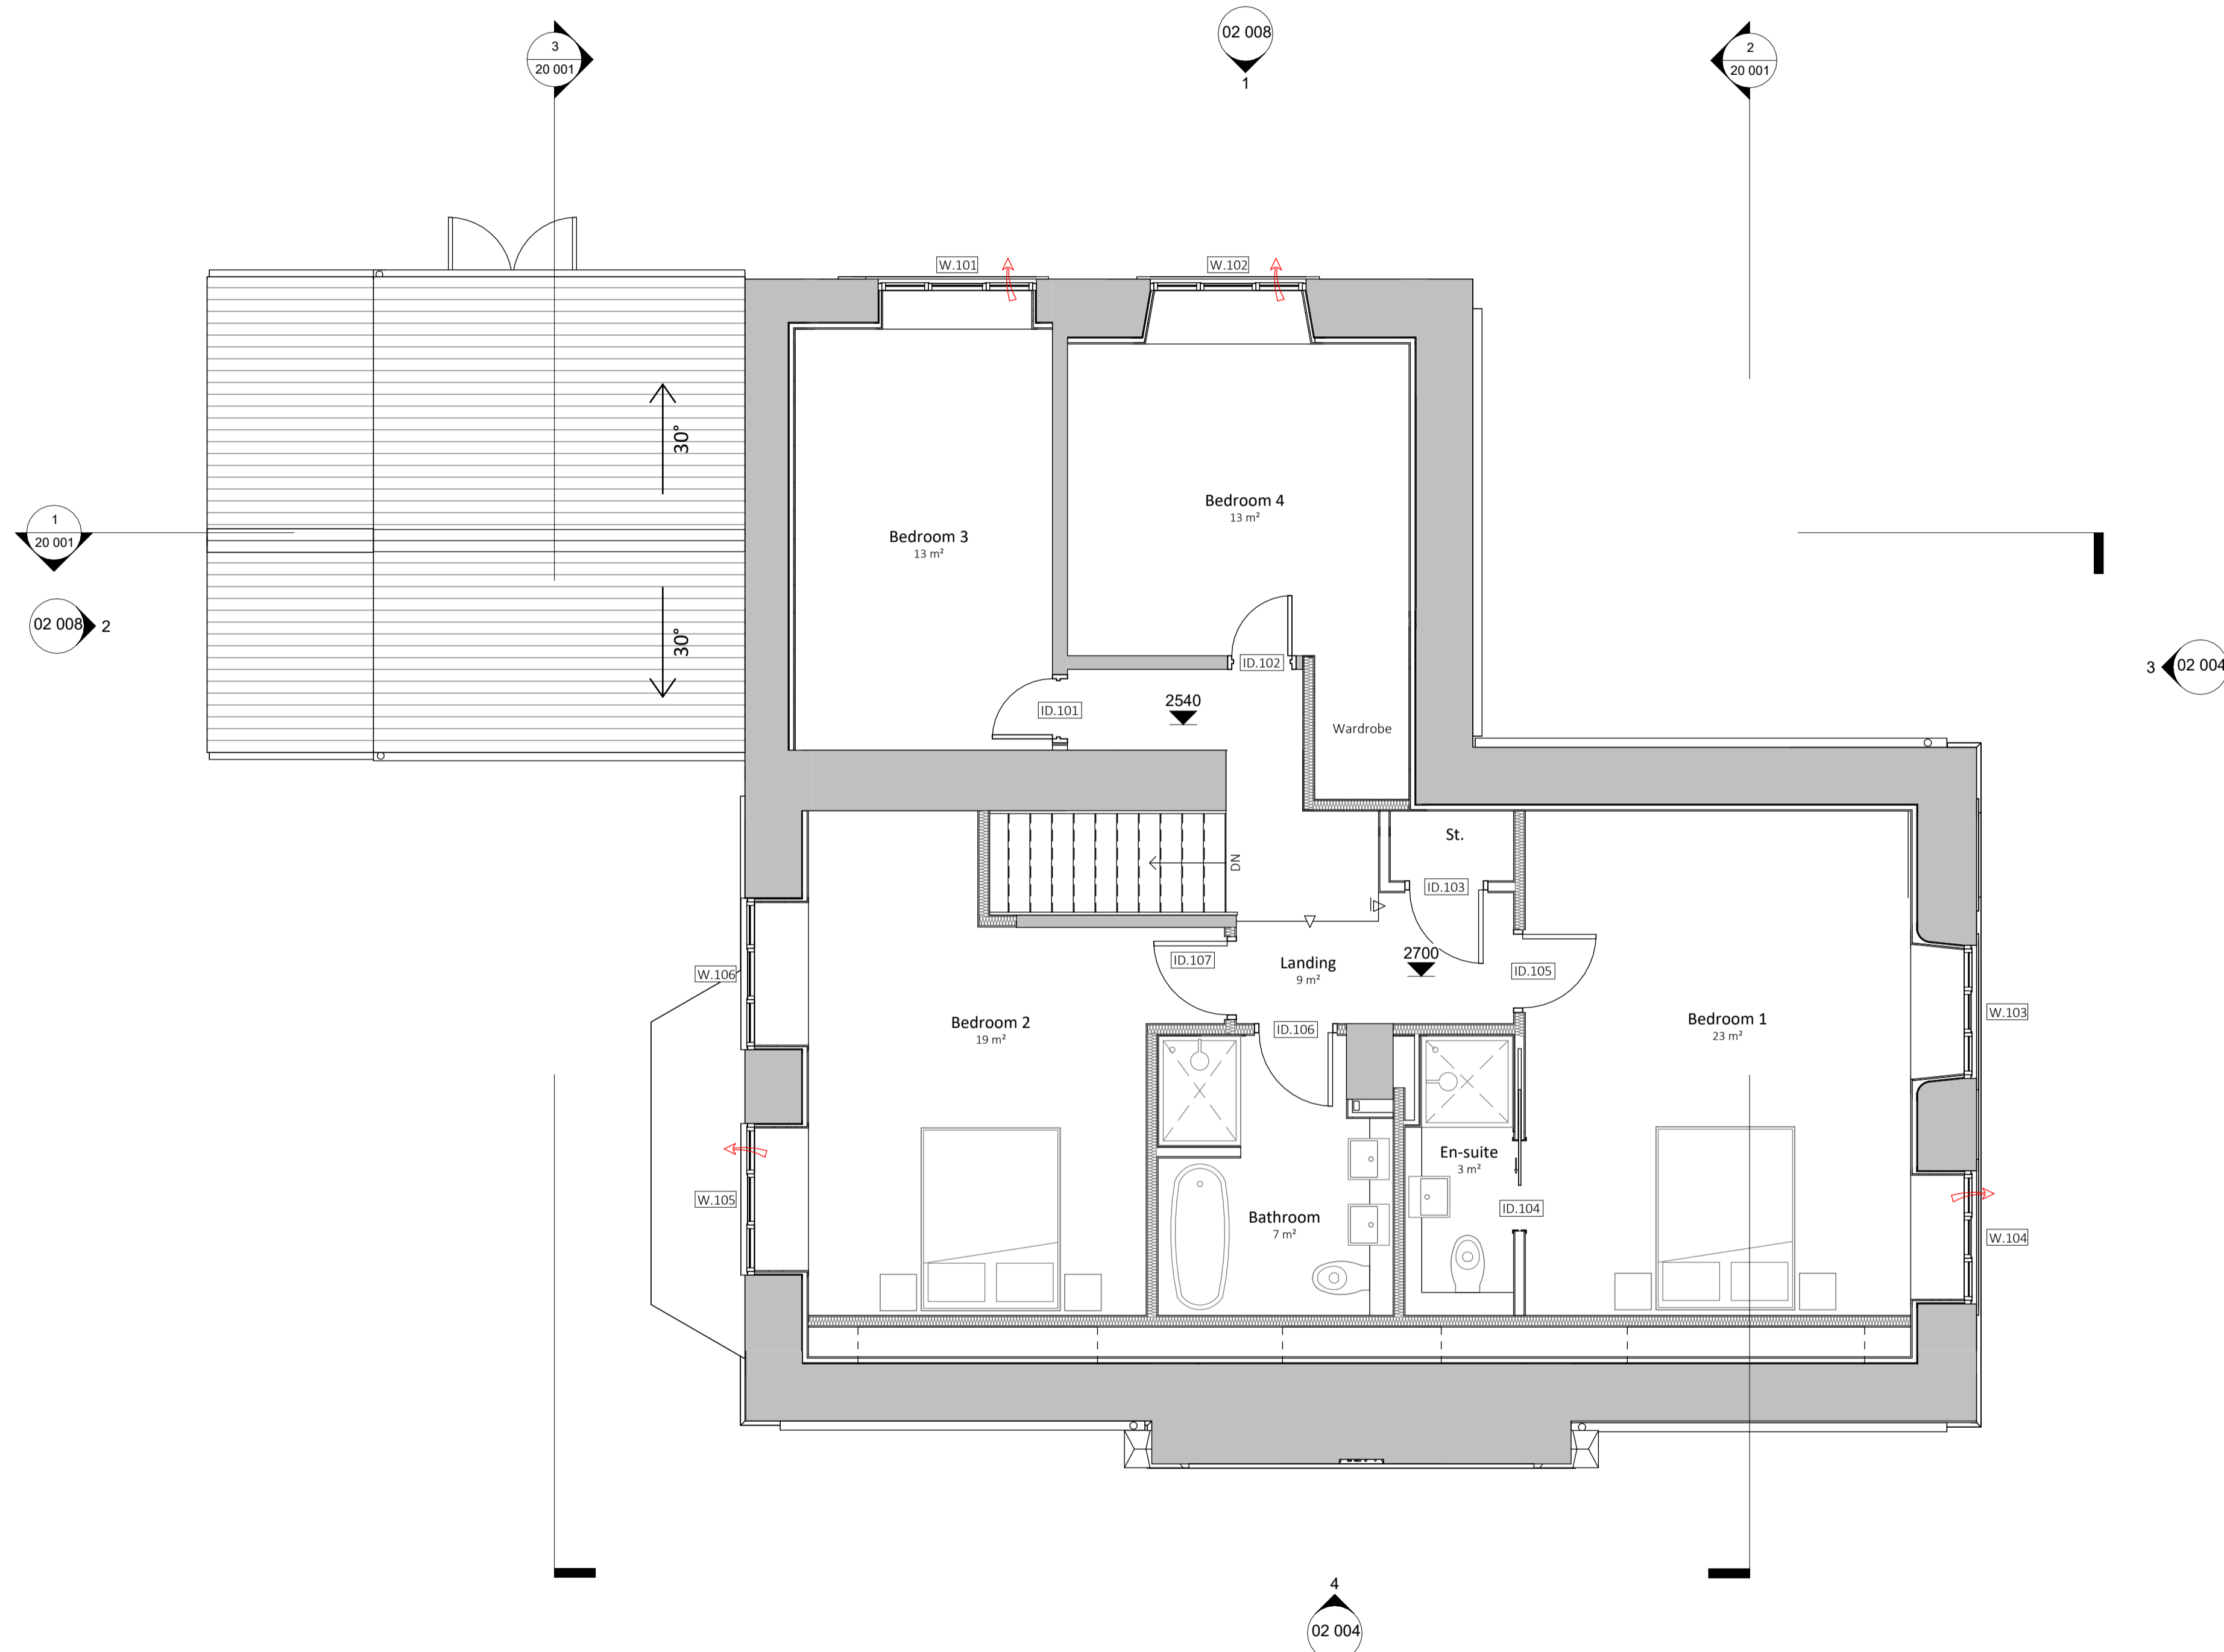 02 008
1
3
20 001
2
20 001
W.101
W.102
30°
Bedroom 4
13 m²
1
20 001
Bedroom 3
13 m²
02 008
2
30°
ID.102
3
02 004
ID.101
2540
Wardrobe
St.
DN
ID.103
2700
ID.107
Landing
9 m²
ID.105
W.106
Bedroom 2
19 m²
ID.106
Bedroom 1
23 m²
W.103
En-suite
3 m²
W.105
ID.104
Bathroom
7 m²
W.104
4
02 004